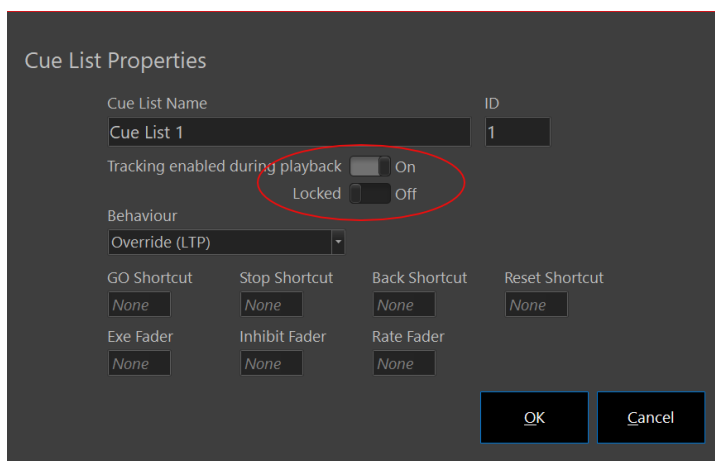 Cue List Properties
Cue List Name ID
Cue List 1 1
Tracking enabled during playback On
Locked Off
Behaviour
Override (LTP)
GO Shortcut Stop Shortcut Back Shortcut Reset Shortcut
None None None None
Exe Fader Inhibit Fader Rate Fader
None None None
OK Cancel